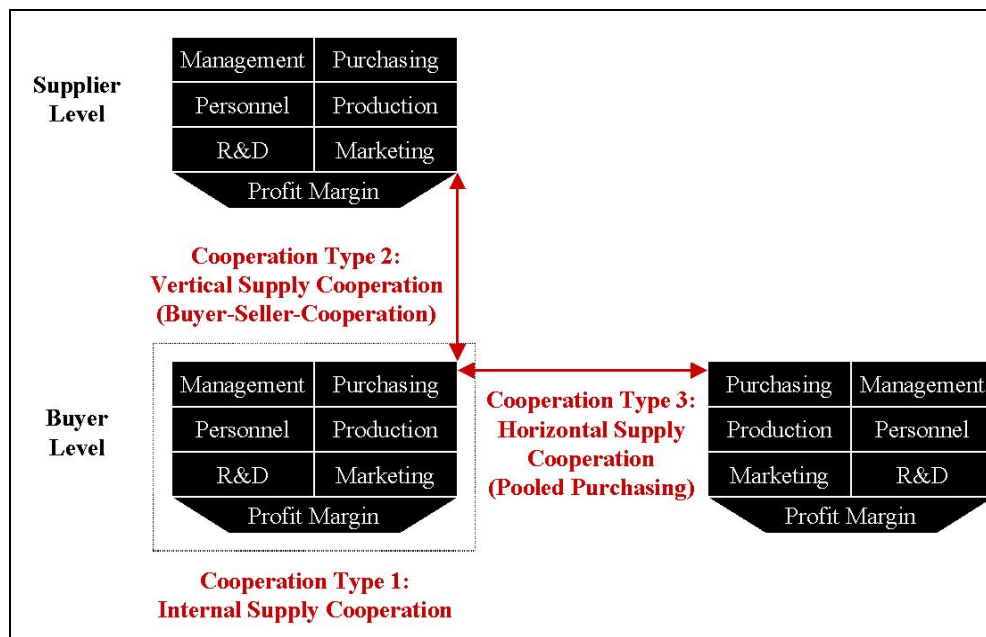 Supplier
Level
Management Purchasing
Personnel Production
R&D Marketing
Profit Margin
Cooperation Type 2:
Vertical Supply Cooperation
(Buyer-Seller-Cooperation)
Buyer
Level
Management Purchasing
Personnel Production
R&D Marketing
Profit Margin
Cooperation Type 3:
Horizontal Supply
Cooperation
(Pooled Purchasing)
Purchasing Management
Production Personnel
Marketing R&D
Profit Margin
Cooperation Type 1:
Internal Supply Cooperation